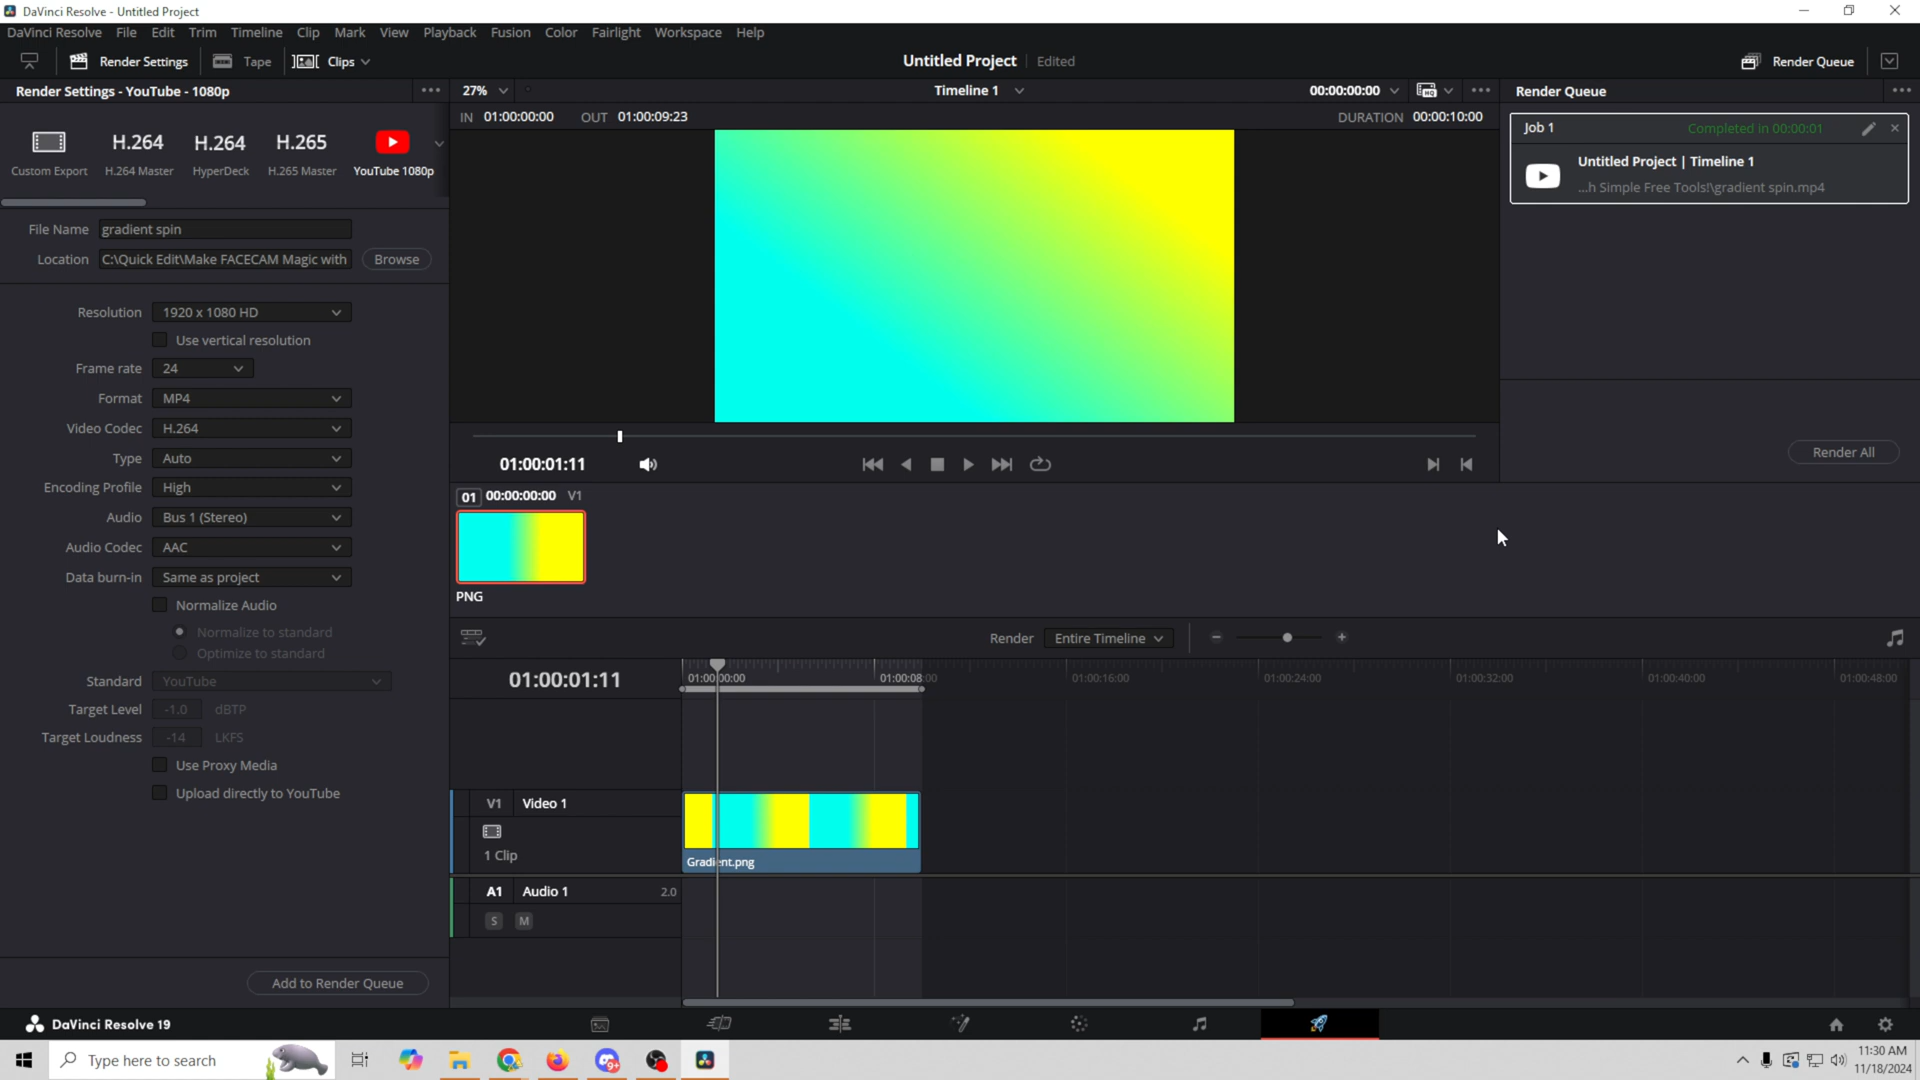 DaVinci Resolve - Untitled Project
DaVinci Resolve File Edit Trim Timeline Clip Mark View Playback Fusion Color Fairlight Workspace Help
Render Settings Tape Clips Untitled Project Edited Render Queue
Render Settings - YouTube - 1080p 27% Timeline 1 00:00:00:00 Render Queue
IN 01:00:00:00 OUT 01:00:09:23 DURATION 00:00:10:00
H.264 H.264 H.265
Custom Export H.264 Master HyperDeck H.265 Master YouTube 1080p
Job 1 Completed in 00:00:01
Untitled Project | Timeline 1
...h Simple Free Tools!\gradient spin.mp4
File Name gradient spin
Location C:\Quick Edit\Make FACECAM Magic with Browse
Resolution 1920 x 1080 HD
Use vertical resolution
Frame rate 24
Format MP4
Video Codec H.264
Type Auto
Encoding Profile High
Audio Bus 1 (Stereo)
Audio Codec AAC
Data burn-in Same as project
Normalize Audio
Normalize to standard
Optimize to standard
Standard YouTube
Target Level -1.0 dBTP
Target Loudness -14 LKFS
Use Proxy Media
Upload directly to YouTube
Add to Render Queue
Render All
01:00:01:11
01 00:00:00:00 V1
PNG
Render Entire Timeline
01:00:01:11 01:00:00:00 01:00:08:00 01:00:16:00 01:00:24:00 01:00:32:00 01:00:40:00 01:00:48:00
V1 Video 1
1 Clip
Gradient.png
A1 Audio 1 2.0
S M
DaVinci Resolve 19
Type here to search
11:30 AM
11/18/2024